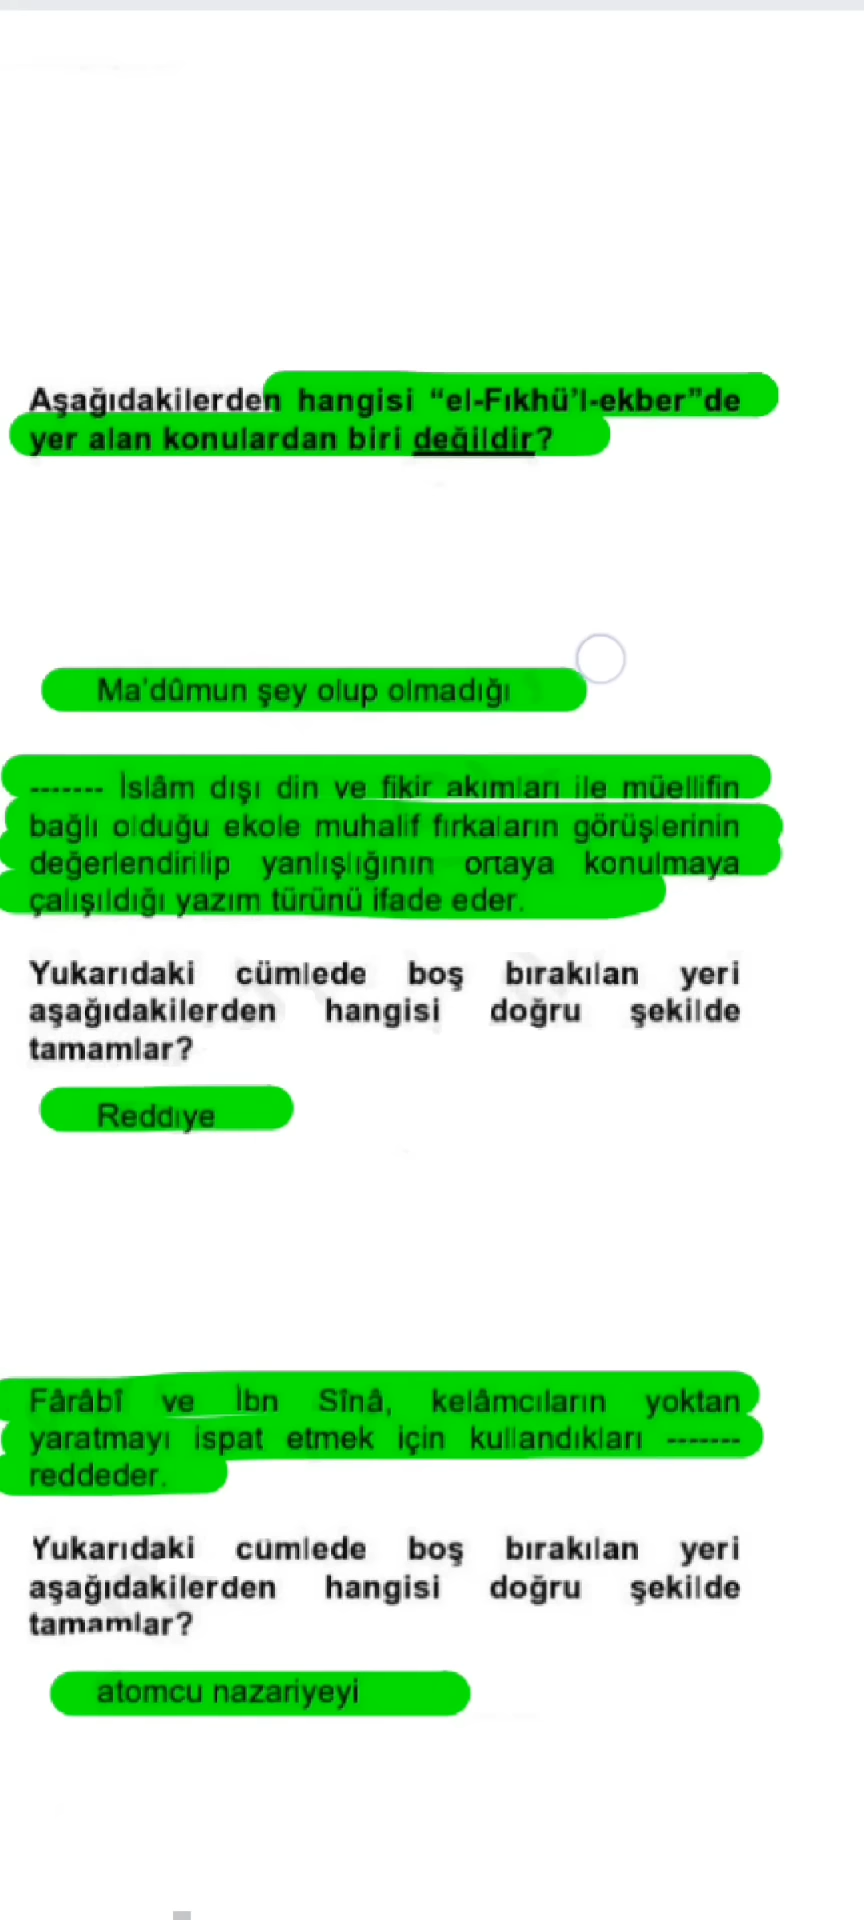 Aşağıdakilerden hangisi “el-Fıkhü’l-ekber”de
yer alan konulardan biri değildir?
Ma’dûmun şey olup olmadığı
------- İslâm dışı din ve fikir akımları ile müellifin
bağlı olduğu ekole muhalif fırkaların görüşlerinin
değerlendirilip yanlışlığının ortaya konulmaya
çalışıldığı yazım türünü ifade eder.
Yukarıdaki cümlede boş bırakılan yeri
aşağıdakilerden hangisi doğru şekilde
tamamlar?
Reddiye
Fârâbî ve İbn Sînâ, kelâmcıların yoktan
yaratmayı ispat etmek için kullandıkları -------
reddeder.
Yukarıdaki cümlede boş bırakılan yeri
aşağıdakilerden hangisi doğru şekilde
tamamlar?
atomcu nazariyeyi